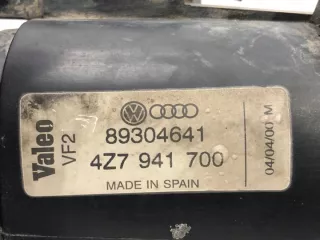 Valeo
VF2
89304641
4Z7 941 700
MADE IN SPAIN
04/04/00 M